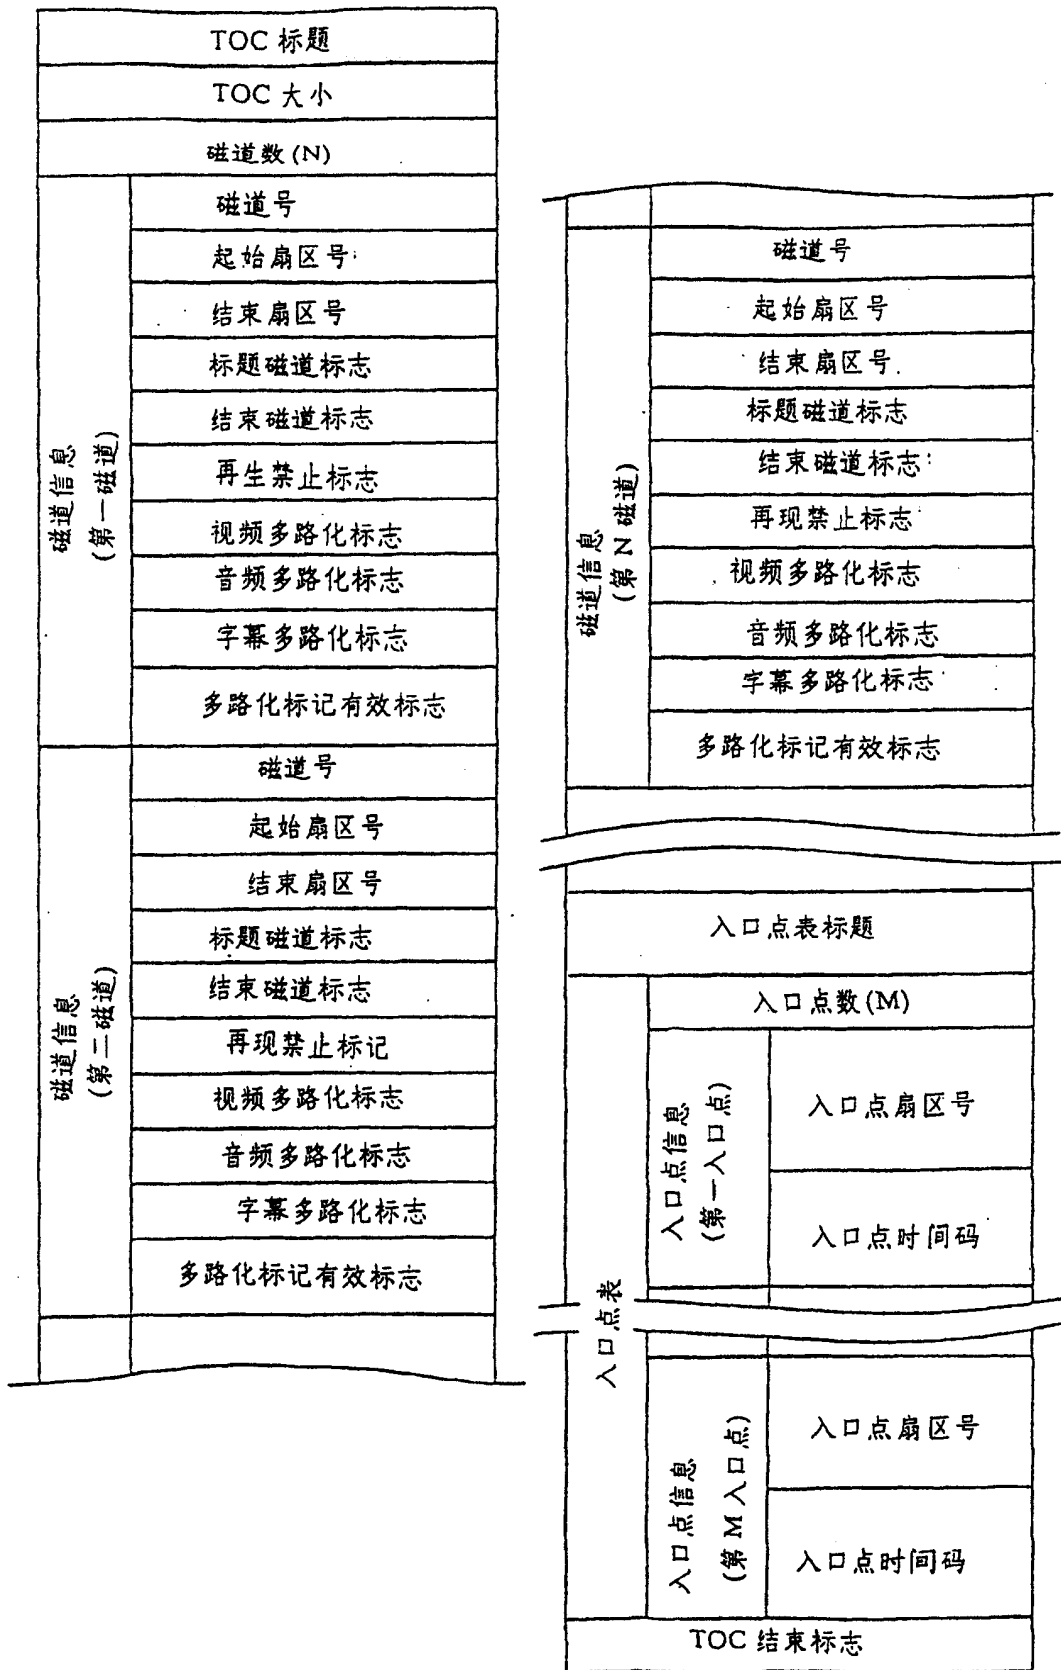 TOC 标题
TOC 大小
磁道数(N)
磁道信息
(第一磁道)
磁道号
起始扇区号
结束扇区号
标题磁道标志
结束磁道标志
再生禁止标志
视频多路化标志
音频多路化标志
字幕多路化标志
多路化标记有效标志
磁道信息
(第二磁道)
磁道号
起始扇区号
结束扇区号
标题磁道标志
结束磁道标志
再现禁止标记
视频多路化标志
音频多路化标志
字幕多路化标志
多路化标记有效标志
磁道信息
(第 N 磁道)
磁道号
起始扇区号
结束扇区号
标题磁道标志
结束磁道标志
再现禁止标志
视频多路化标志
音频多路化标志
字幕多路化标志
多路化标记有效标志
入口点表标题
入口点表
入口点数(M)
入口点信息
(第一入口点)
入口点扇区号
入口点时间码
入口点信息
(第 M 入口点)
入口点扇区号
入口点时间码
TOC 结束标志